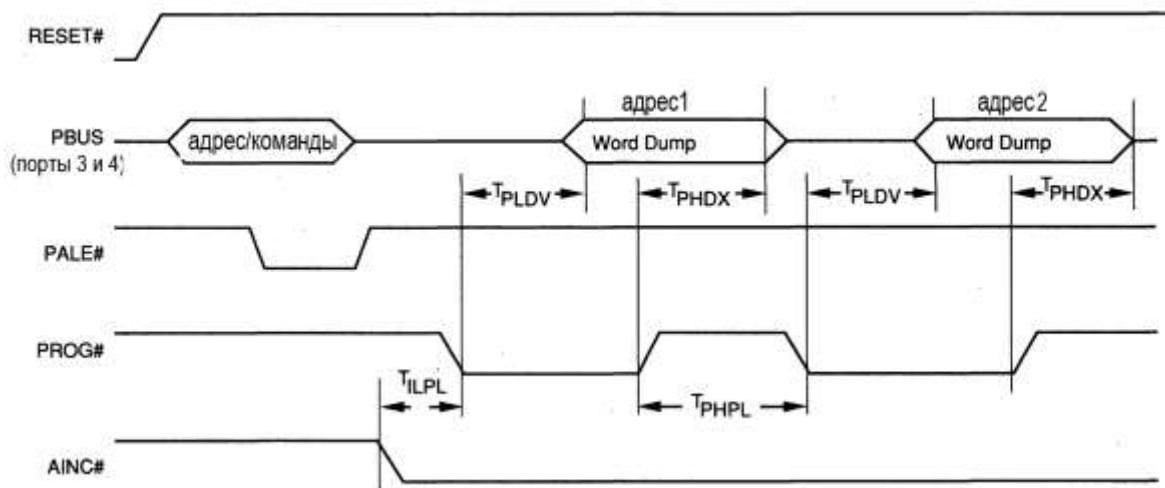 RESET#
адрес1
адрес2
PBUS
(порты 3 и 4)
адрес/команды
Word Dump
Word Dump
TPLDV
TPHDX
TPLDV
TPHDX
PALE#
PROG#
TILPL
TPHPL
AINC#